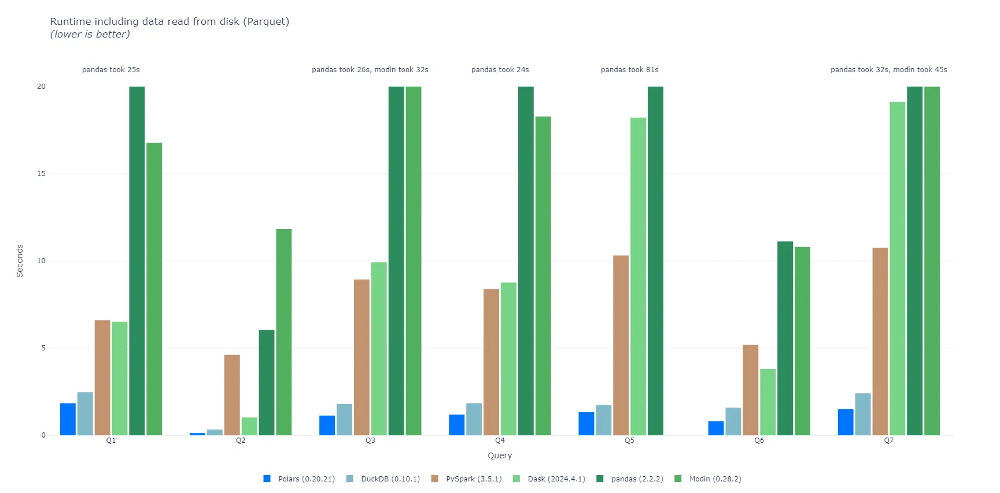 Runtime including data read from disk (Parquet)
(lower is better)
pandas took 25s
pandas took 26s, modin took 32s
pandas took 24s
pandas took 81s
pandas took 32s, modin took 45s
20
15
10
5
0
Seconds
Q1
Q2
Q3
Q4
Q5
Q6
Q7
Query
Polars (0.20.21)
DuckDB (0.10.1)
PySpark (3.5.1)
Dask (2024.4.1)
pandas (2.2.2)
Modin (0.28.2)